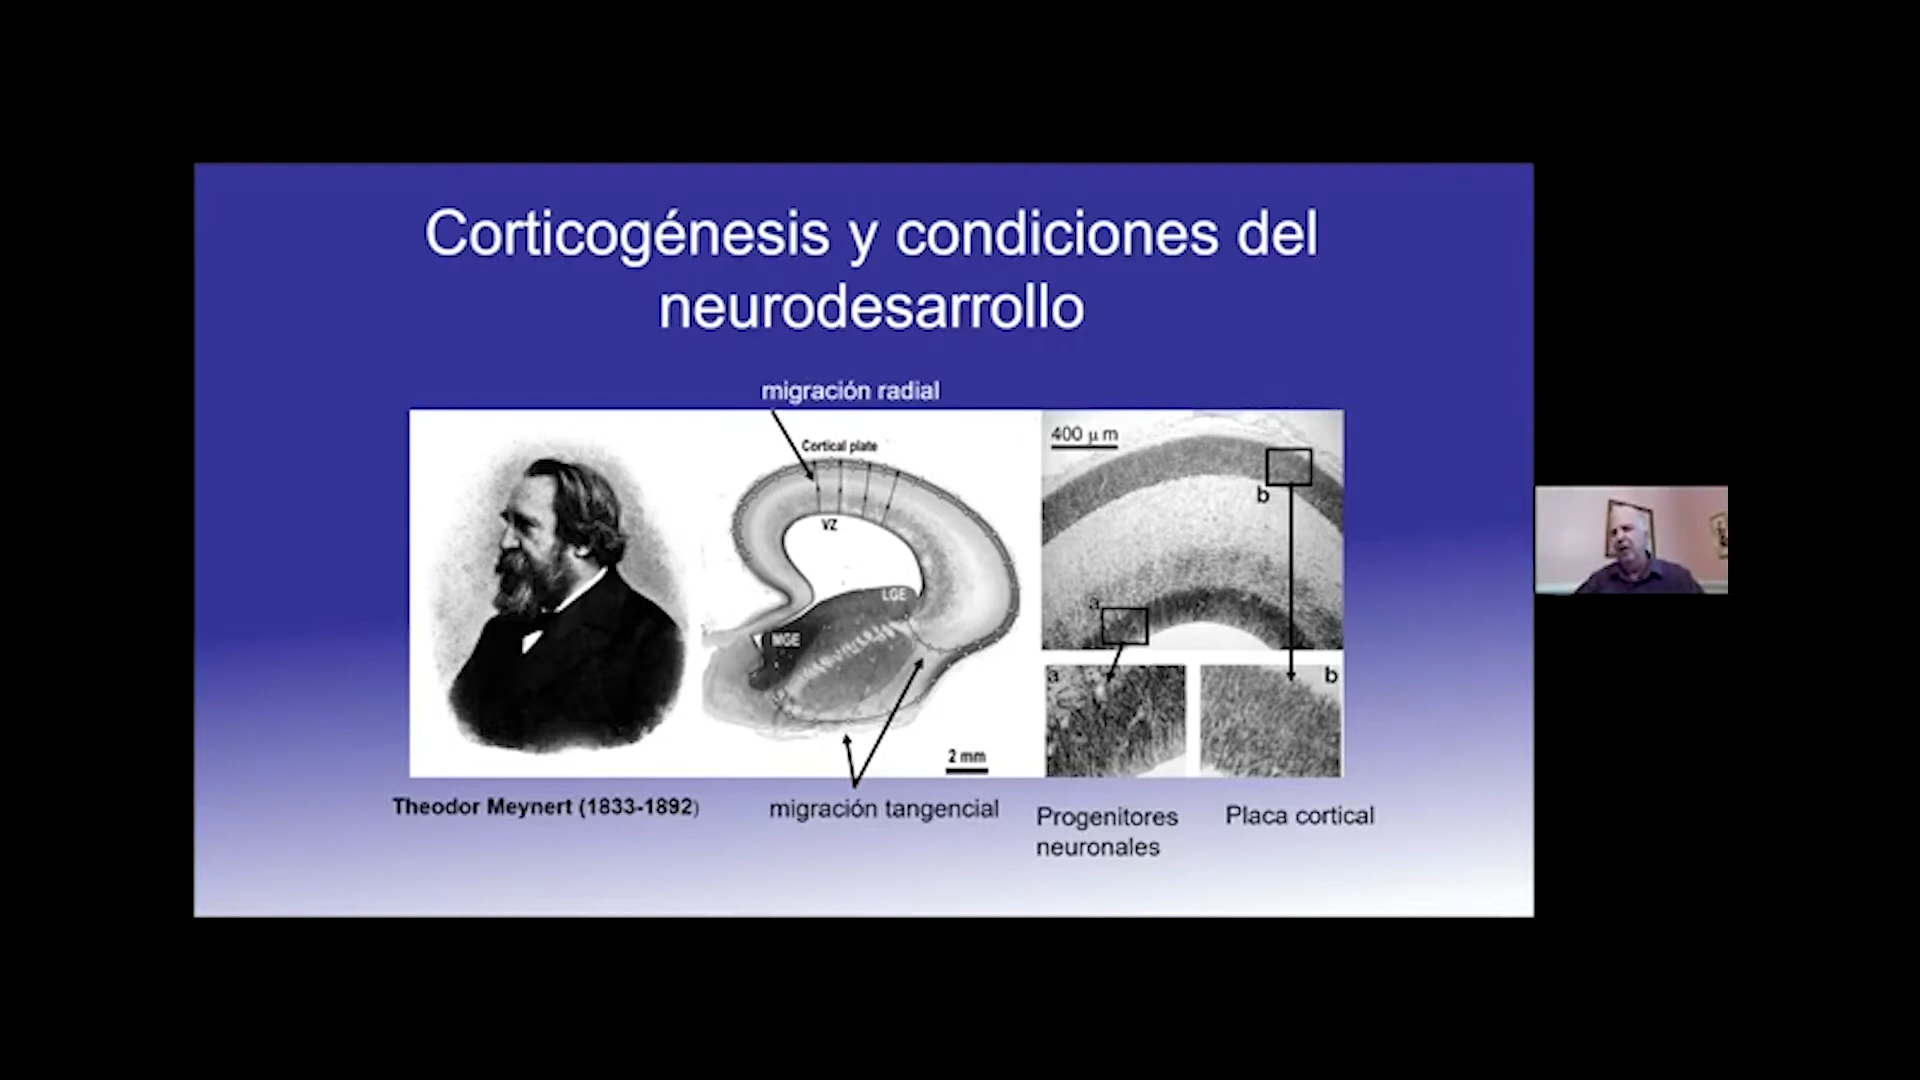 Corticogénesis y condiciones del
neurodesarrollo
migración radial
Cortical plate
VZ
LGE
MGE
2 mm
400 μ m
b
a
a
b
Theodor Meynert (1833-1892)
migración tangencial
Progenitores
neuronales
Placa cortical